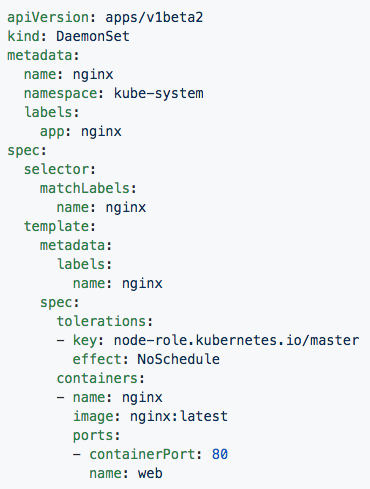 apiVersion: apps/v1beta2
kind: DaemonSet
metadata:
  name: nginx
  namespace: kube-system
  labels:
    app: nginx
spec:
  selector:
    matchLabels:
      name: nginx
  template:
    metadata:
      labels:
        name: nginx
    spec:
      tolerations:
      - key: node-role.kubernetes.io/master
        effect: NoSchedule
      containers:
      - name: nginx
        image: nginx:latest
        ports:
        - containerPort: 80
          name: web